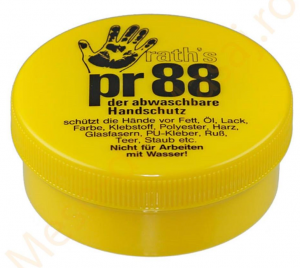 rath's
pr 88
der abwaschbare
Handschutz
schützt die Hände vor Fett, Öl, Lack,
Farbe, Klebstoff, Polyester, Harz,
Glasfasern, PU-Kleber, Ruß,
Teer, Staub etc.
Nicht für Arbeiten
mit Wasser!